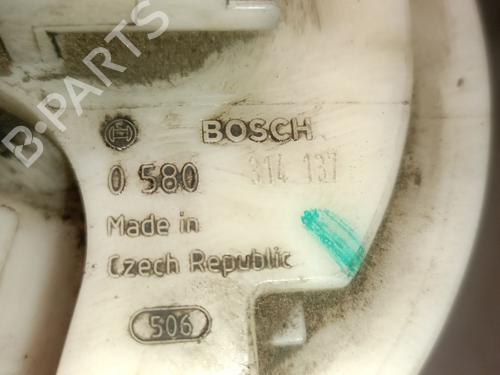 B-PARTS
BOSCH
0 580 314 137
Made in
Czech Republic
506